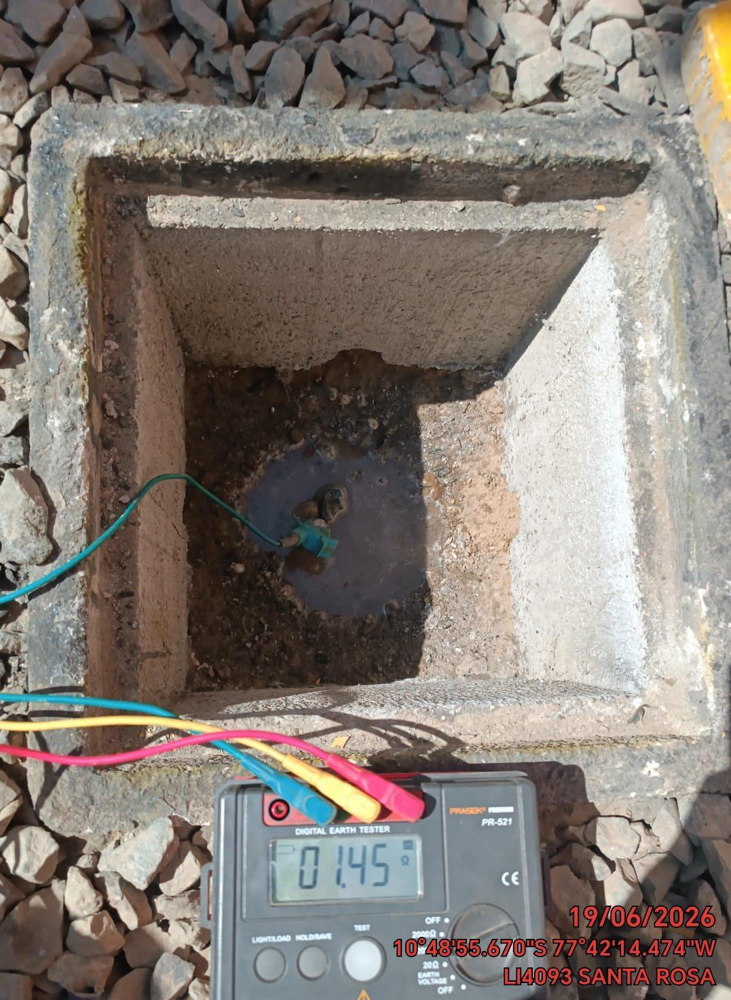 PRASEK PREMIUM
PR-521
DIGITAL EARTH TESTER
01.45 Ω
CE
OFF
2000Ω
20Ω
EARTH
VOLTAGE
OFF
TEST
LIGHT/LOAD HOLD/SAVE
19/06/2026
10°48'55.670"S 77°42'14.474"W
LI4093 SANTA ROSA